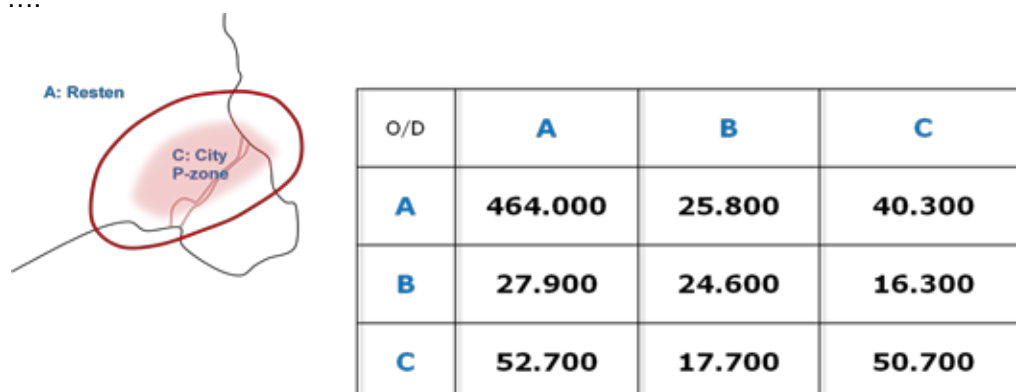 ....
A: Resten
C: City
P-zone
O/D A B C
A 464.000 25.800 40.300
B 27.900 24.600 16.300
C 52.700 17.700 50.700